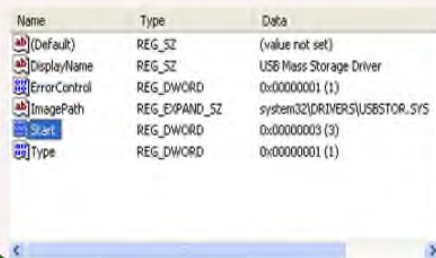 Name Type Data
(Default) REG_SZ (value not set)
DisplayName REG_SZ USB Mass Storage Driver
ErrorControl REG_DWORD 0x00000001 (1)
ImagePath REG_EXPAND_SZ system32\DRIVERS\USBSTOR.SYS
Start REG_DWORD 0x00000003 (3)
Type REG_DWORD 0x00000001 (1)